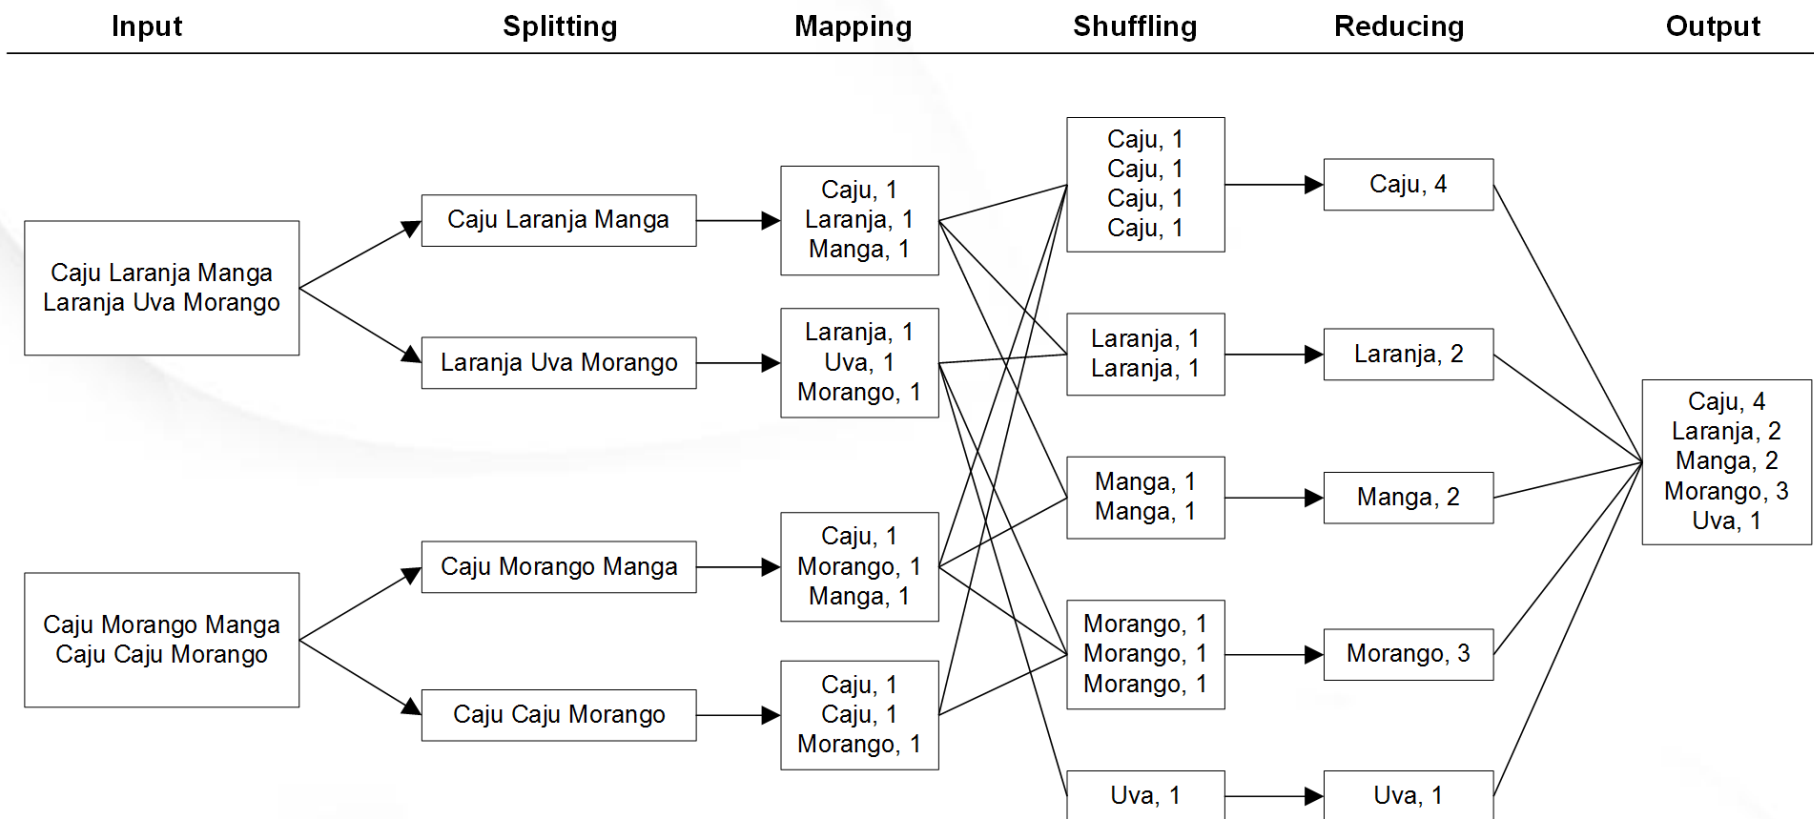 Input
Splitting
Mapping
Shuffling
Reducing
Output
Caju Laranja Manga
Laranja Uva Morango
Caju Morango Manga
Caju Caju Morango
Caju Laranja Manga
Laranja Uva Morango
Caju Morango Manga
Caju Caju Morango
Caju, 1
Laranja, 1
Manga, 1
Laranja, 1
Uva, 1
Morango, 1
Caju, 1
Morango, 1
Manga, 1
Caju, 1
Caju, 1
Morango, 1
Caju, 1
Caju, 1
Caju, 1
Caju, 1
Laranja, 1
Laranja, 1
Manga, 1
Manga, 1
Morango, 1
Morango, 1
Morango, 1
Uva, 1
Caju, 4
Laranja, 2
Manga, 2
Morango, 3
Uva, 1
Caju, 4
Laranja, 2
Manga, 2
Morango, 3
Uva, 1